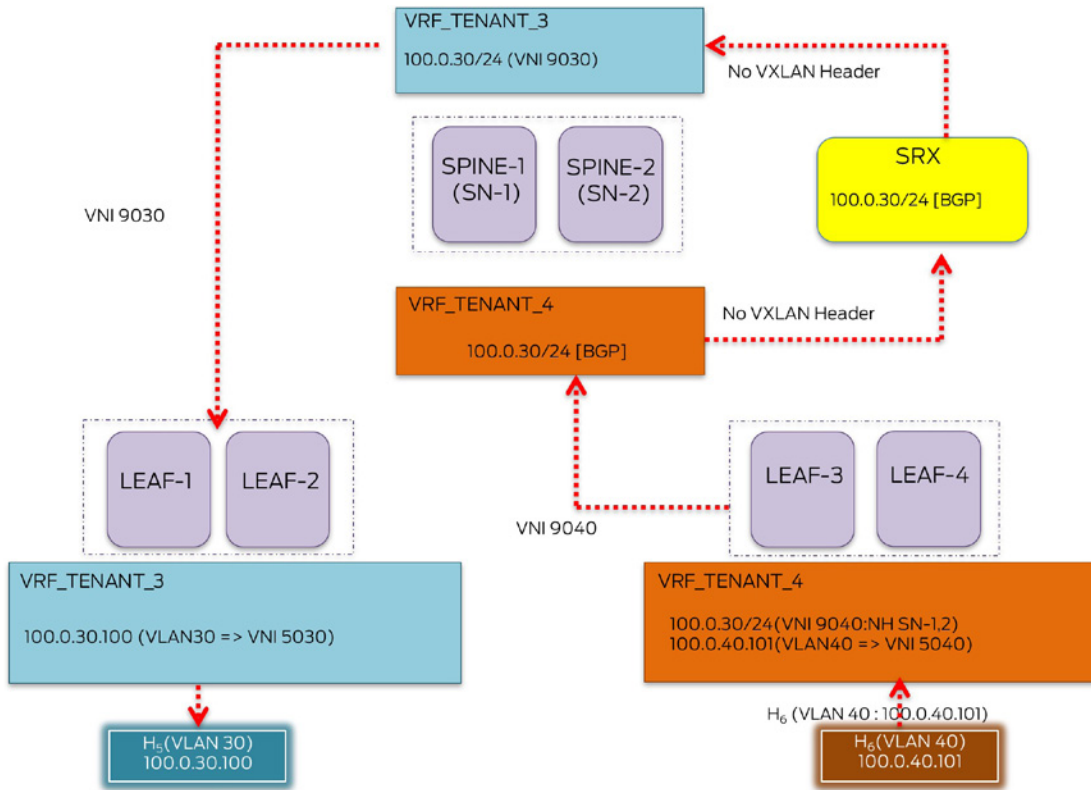 VRF_TENANT_3
100.0.30/24 (VNI 9030)
No VXLAN Header
SPINE-1
(SN-1)
SPINE-2
(SN-2)
SRX
100.0.30/24 [BGP]
VNI 9030
VRF_TENANT_4
100.0.30/24 [BGP]
No VXLAN Header
LEAF-1
LEAF-2
LEAF-3
LEAF-4
VNI 9040
VRF_TENANT_3
100.0.30.100 (VLAN30 => VNI 5030)
VRF_TENANT_4
100.0.30/24(VNI 9040:NH SN-1,2)
100.0.40.101(VLAN40 => VNI 5040)
H₆ (VLAN 40 : 100.0.40.101)
H₅(VLAN 30)
100.0.30.100
H₆(VLAN 40)
100.0.40.101